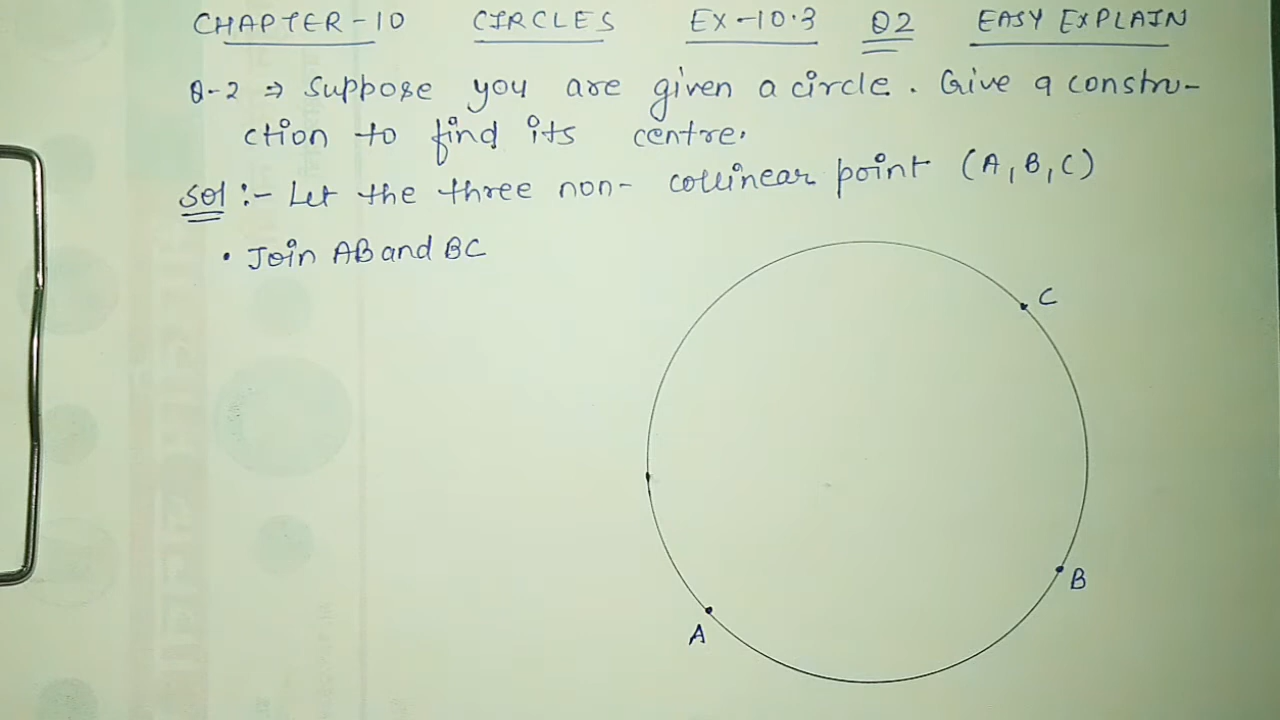 CHAPTER-10 CIRCLES EX-10.3 Q2 EASY EXPLAIN
Q-2 ⇒ Suppose you are given a circle. Give a constru-
ction to find its centre.
Sol :- Let the three non- collinear point (A, B, C)
• Join AB and BC
C
B
A